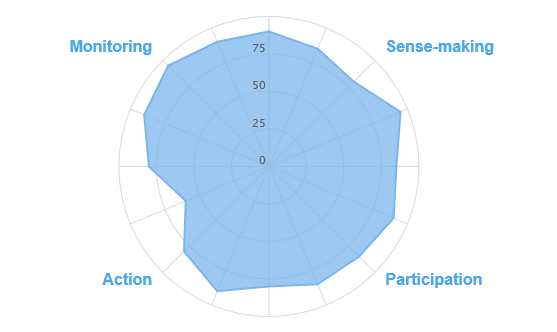 Monitoring
Sense-making
75
50
25
0
Action
Participation